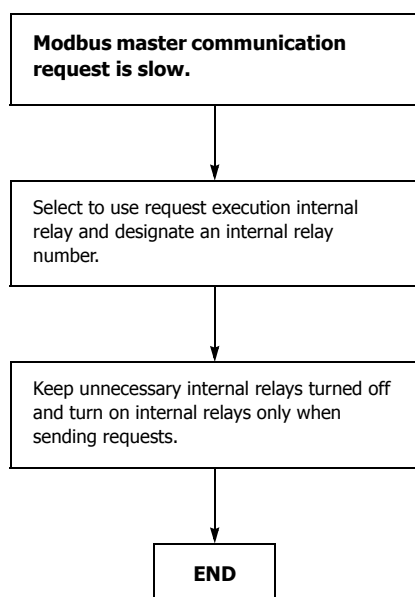 Modbus master communication
request is slow.
Select to use request execution internal
relay and designate an internal relay
number.
Keep unnecessary internal relays turned off
and turn on internal relays only when
sending requests.
END